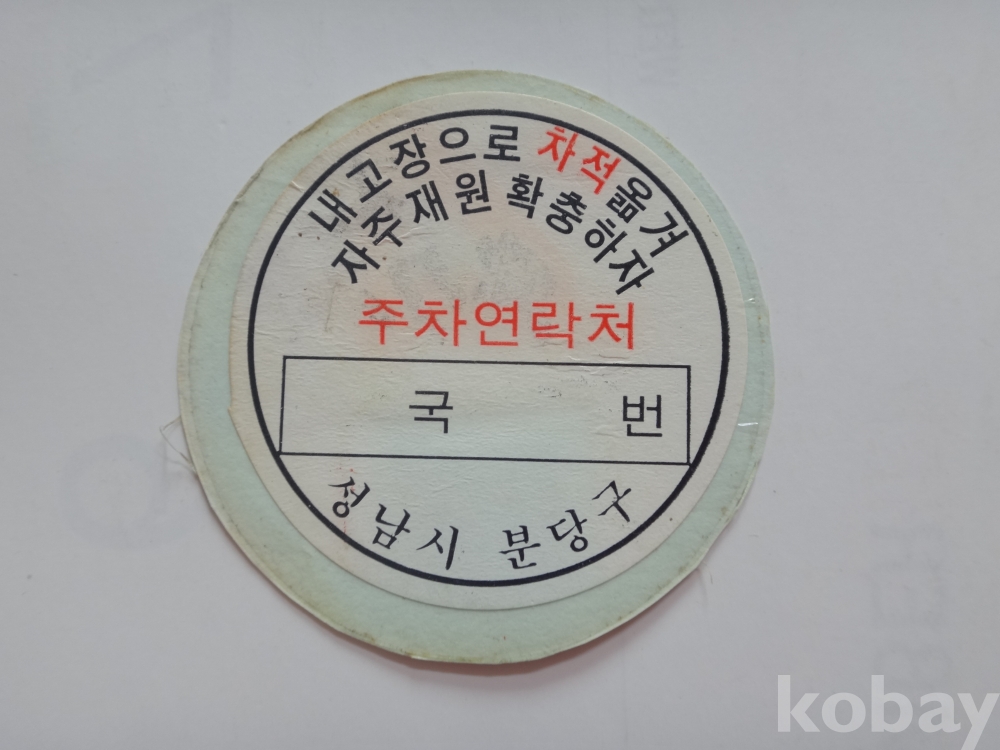 내고장으로 차적옮겨
자주재원 확충하자
주차연락처
국 번
성남시 분당구
kobay